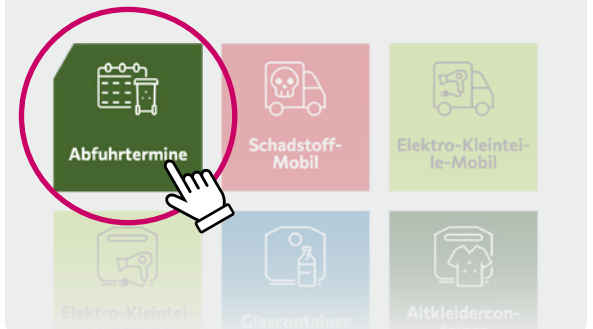 Abfuhrtermine
Schadstoff-
Mobil
Elektro-Kleintei-
le-Mobil
Elektro-Kleintei-
Glascontainer
Altkleidercon-